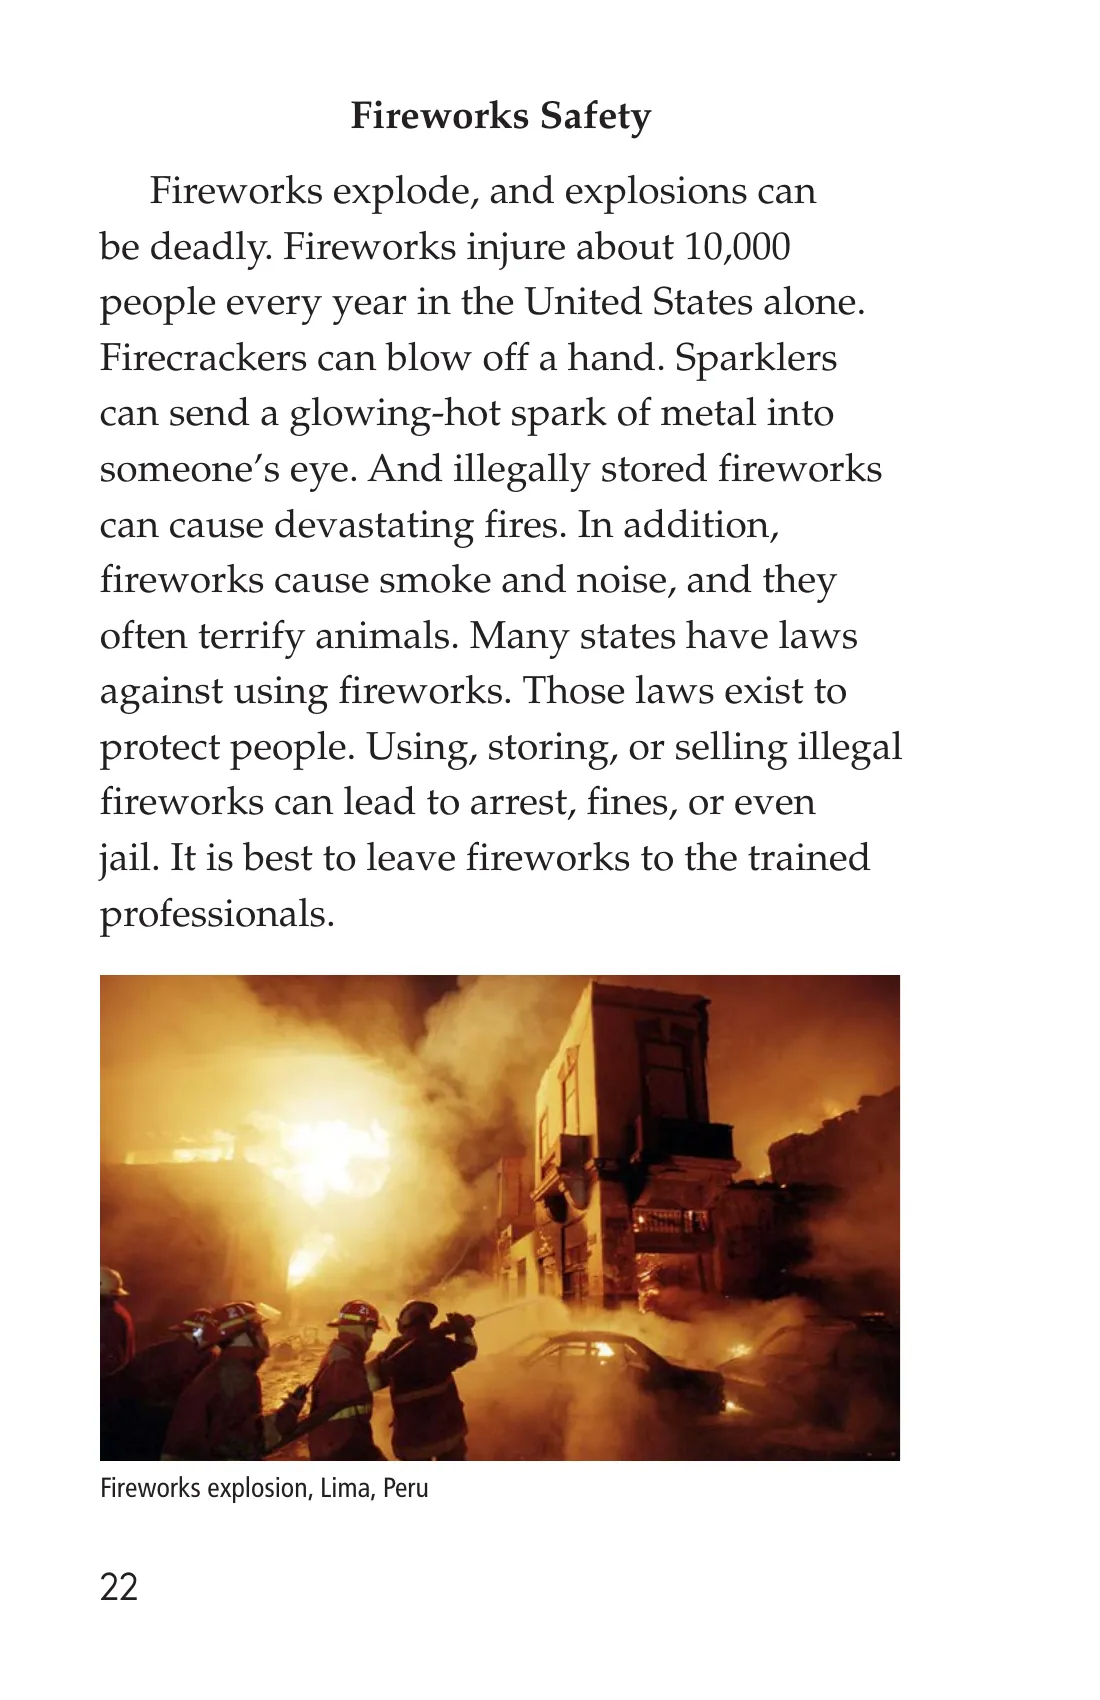 Fireworks Safety
Fireworks explode, and explosions can
be deadly. Fireworks injure about 10,000
people every year in the United States alone.
Firecrackers can blow off a hand. Sparklers
can send a glowing-hot spark of metal into
someone’s eye. And illegally stored fireworks
can cause devastating fires. In addition,
fireworks cause smoke and noise, and they
often terrify animals. Many states have laws
against using fireworks. Those laws exist to
protect people. Using, storing, or selling illegal
fireworks can lead to arrest, fines, or even
jail. It is best to leave fireworks to the trained
professionals.
21
21
Fireworks explosion, Lima, Peru
22